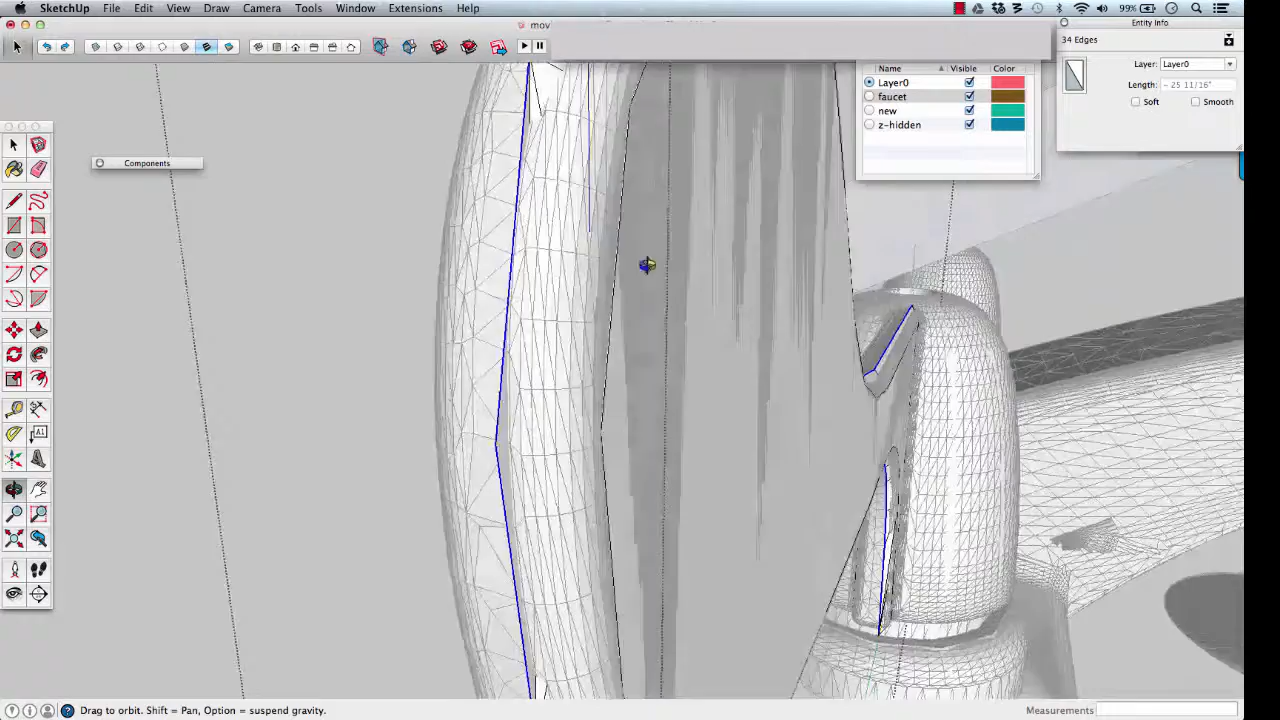 SketchUp File Edit View Draw Camera Tools Window Extensions Help 99%
mov
Entity Info
34 Edges
Layer: Layer0
Length: ~ 25 11/16"
Soft Smooth
Name Visible Color
Layer0
faucet
new
z-hidden
Components
A1
Drag to orbit. Shift = Pan, Option = suspend gravity.
Measurements